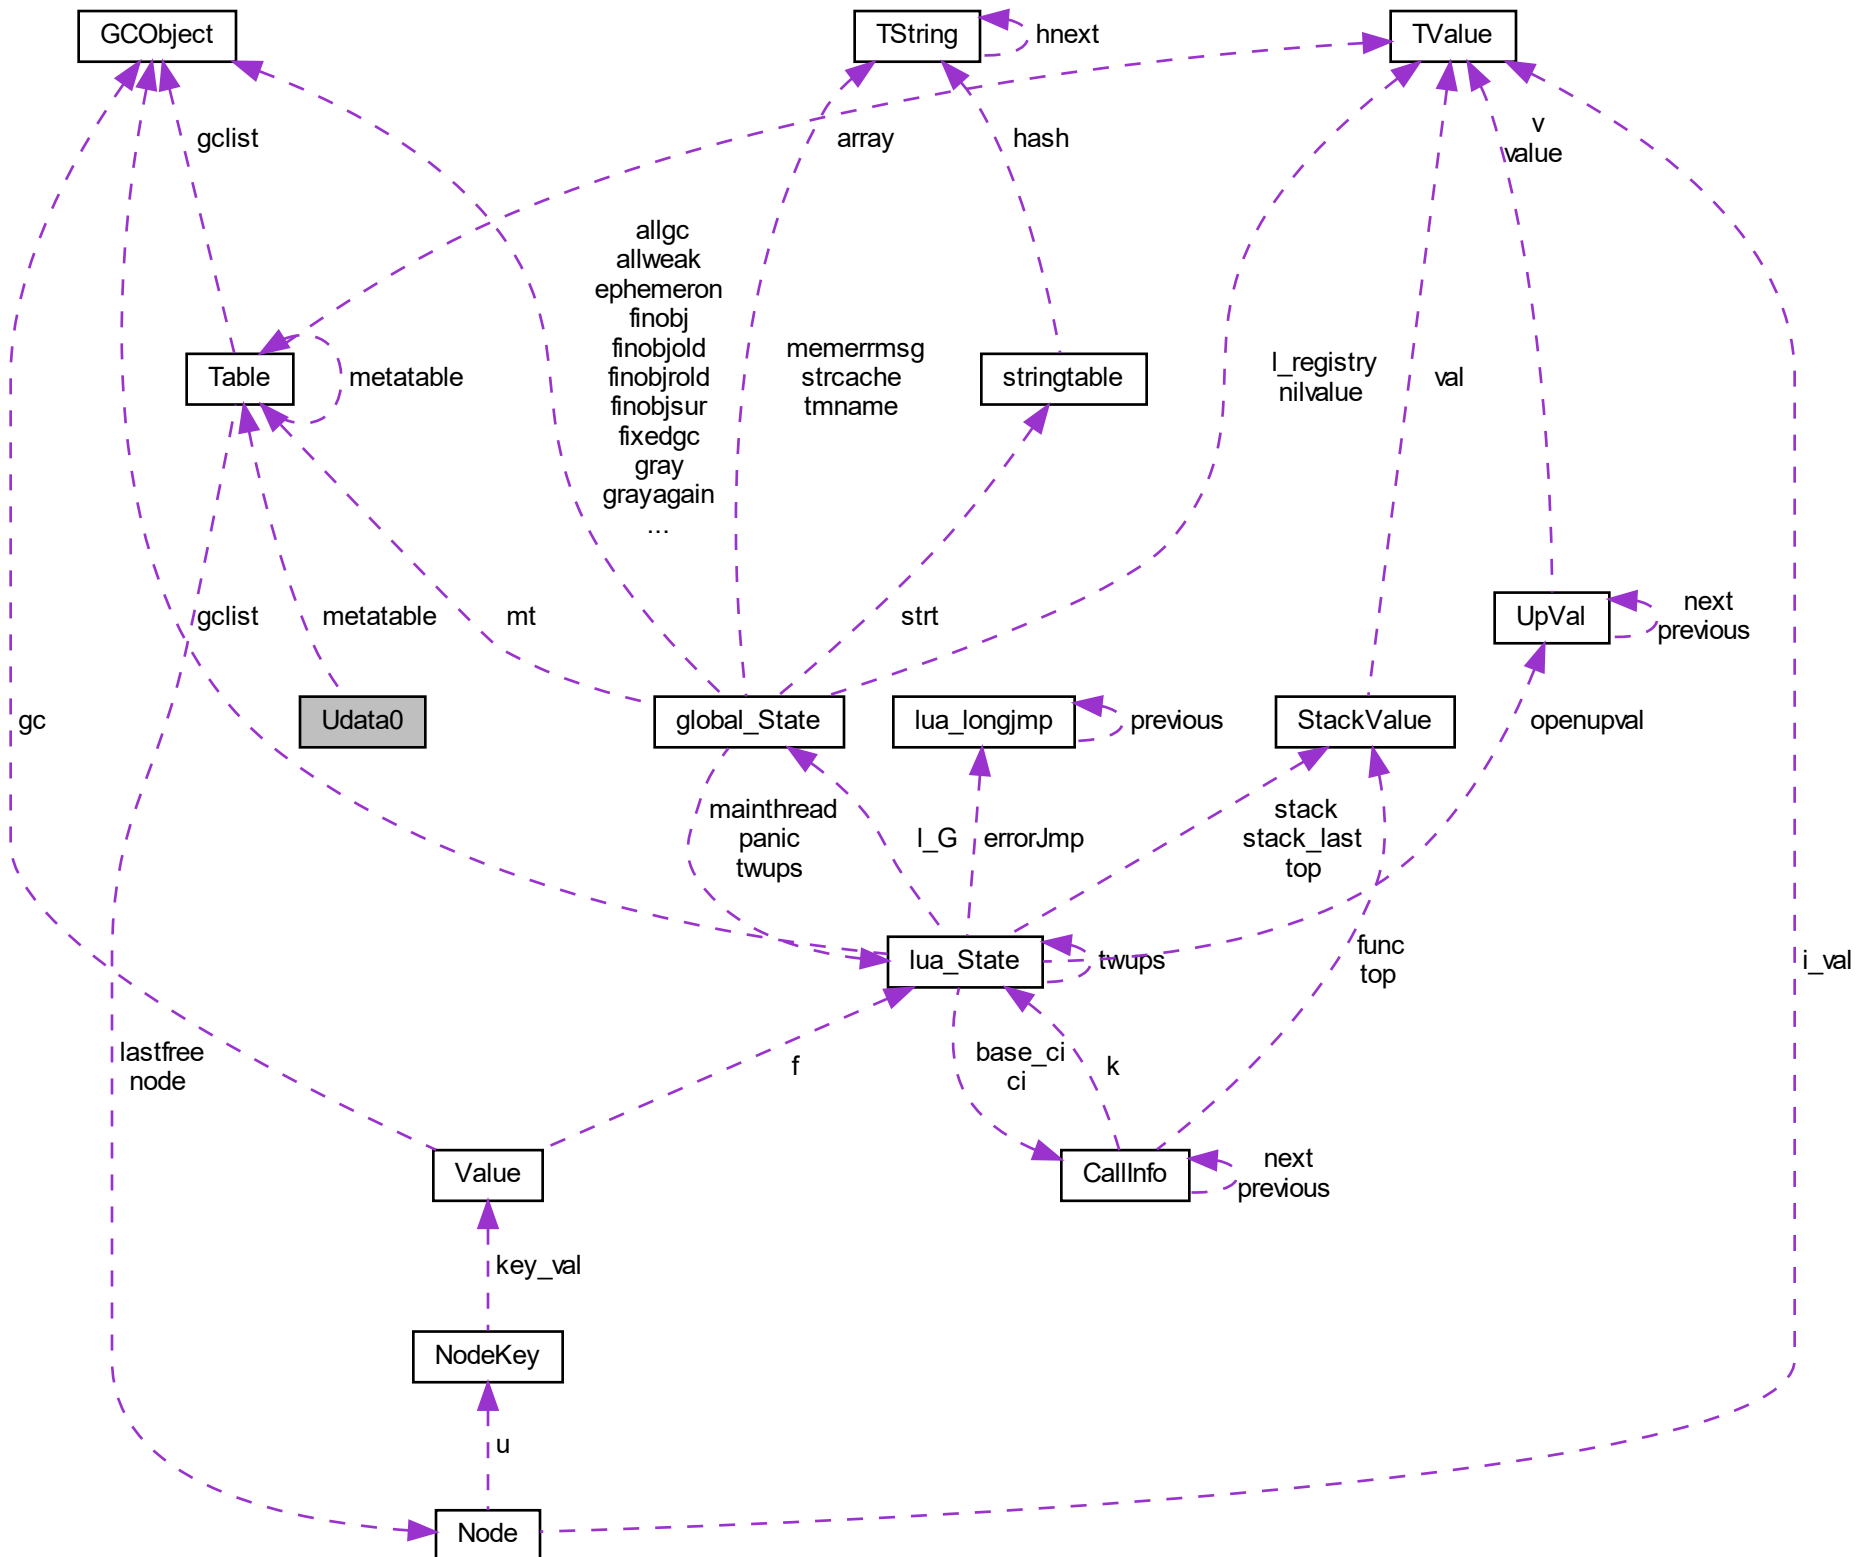 GCObject
TString
hnext
TValue
gclist
array
hash
v
value
allgc
allweak
ephemeron
finobj
finobjold
finobjrold
finobjsur
fixedgc
gray
grayagain
...
memerrmsg
strcache
tmname
l_registry
nilvalue
val
Table
metatable
stringtable
gclist
metatable
mt
strt
UpVal
next
previous
gc
Udata0
global_State
lua_longjmp
previous
StackValue
openupval
mainthread
panic
twups
l_G
errorJmp
stack
stack_last
top
lua_State
twups
func
top
i_val
lastfree
node
f
base_ci
ci
k
Value
CallInfo
next
previous
key_val
NodeKey
u
Node